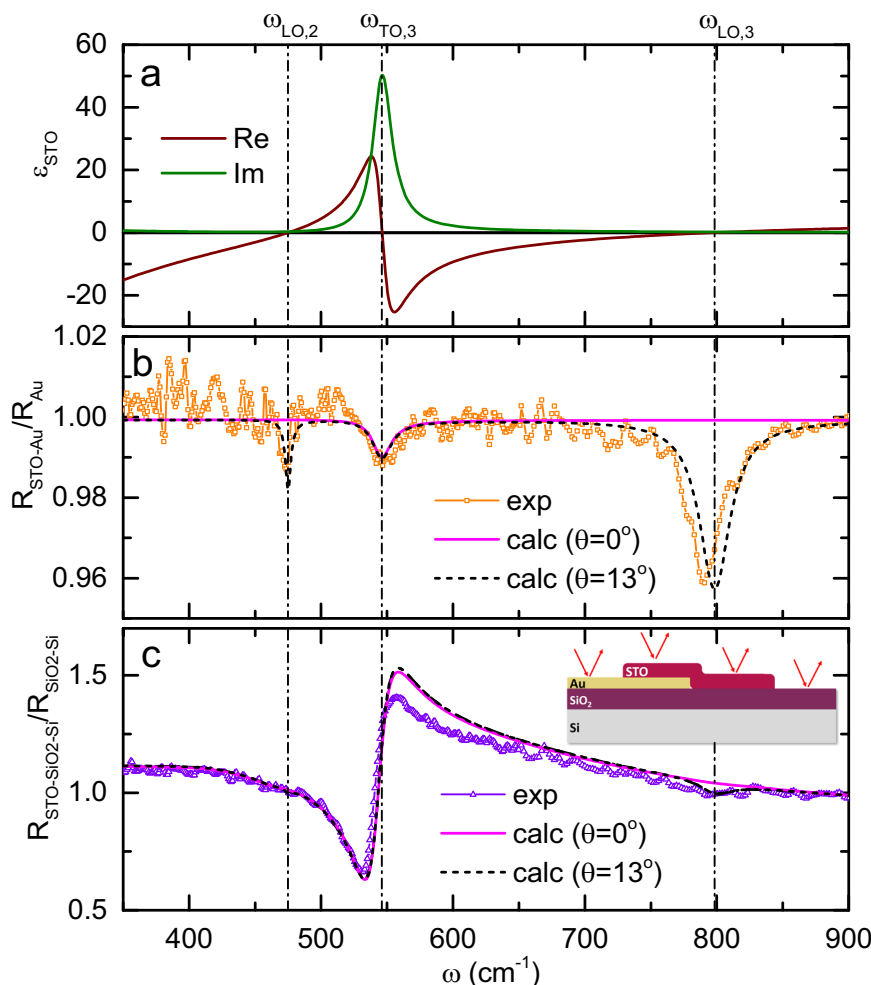 ω_LO,2 ω_TO,3 ω_LO,3
a
ε_STO
60
40
20
0
-20
Re
Im
b
R_STO-Au/R_Au
1.02
1.00
0.98
0.96
exp
calc (θ=0°)
calc (θ=13°)
c
R_STO-SiO2-Si/R_SiO2-Si
1.5
1.0
0.5
STO
Au
SiO₂
Si
exp
calc (θ=0°)
calc (θ=13°)
400 500 600 700 800 900
ω (cm⁻¹)